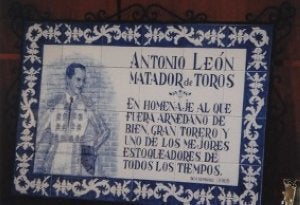 ANTONIO LEÓN
MATADOR de TOROS
EN HOMENAJE AL QUE
FUERA ARNEDANO DE
BIEN, GRAN TORERO Y
UNO DE LOS MEJORES
ESTOQUEADORES DE
TODOS LOS TIEMPOS.